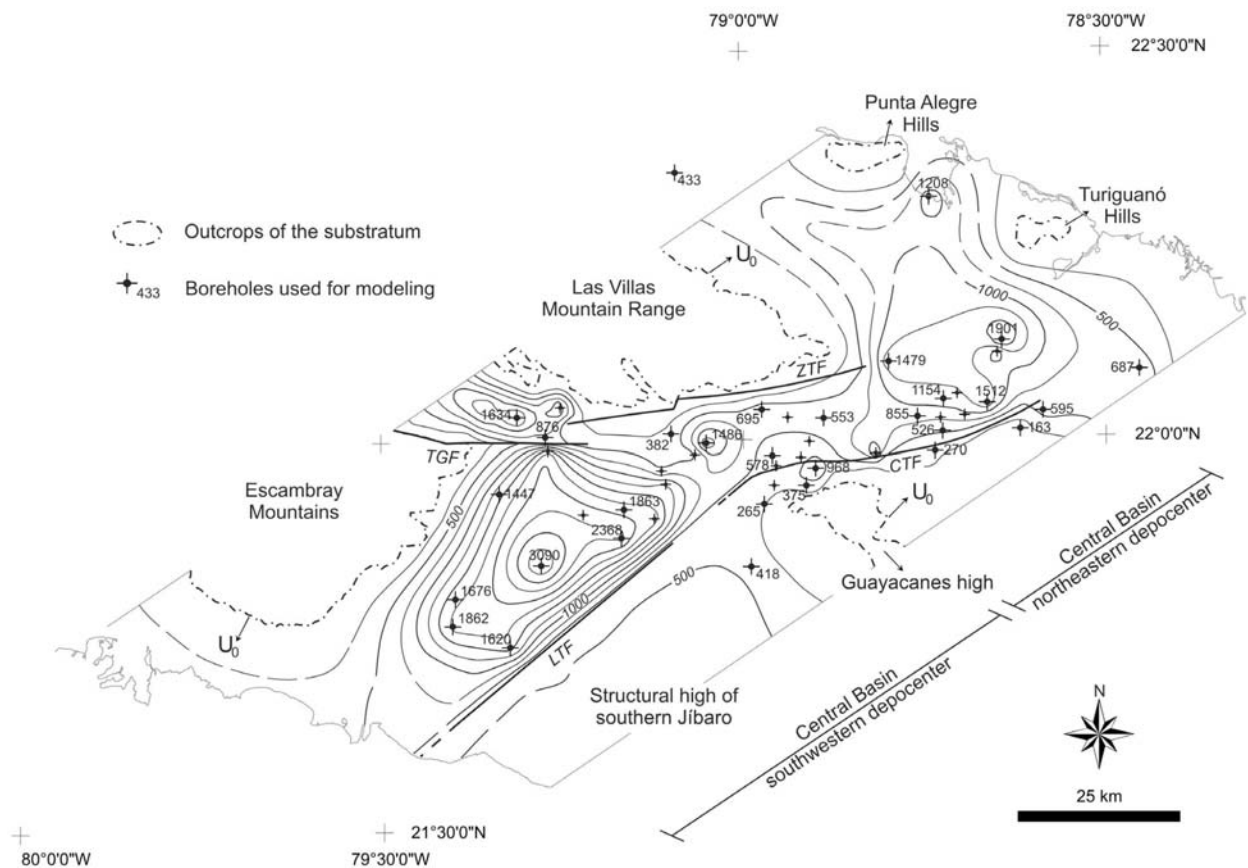 79°0'0"W
78°30'0"W
22°30'0"N
Punta Alegre
Hills
433
1208
Turiguanó
Hills
Outcrops of the substratum
433
Boreholes used for modeling
U0
Las Villas
Mountain Range
1000
500
1901
1479
687
ZTF
1154
1512
1634
695
553
855
595
876
382
1486
526
163
22°0'0"N
TGF
578
968
270
CTF
Escambray
Mountains
500
1447
375
U0
1863
265
2368
3090
418
Guayacanes high
500
1676
1000
1862
1620
LTF
U0
Central Basin
northeastern depocenter
Structural high of
southern Jíbaro
Central Basin
southwestern depocenter
N
25 km
21°30'0"N
80°0'0"W
79°30'0"W